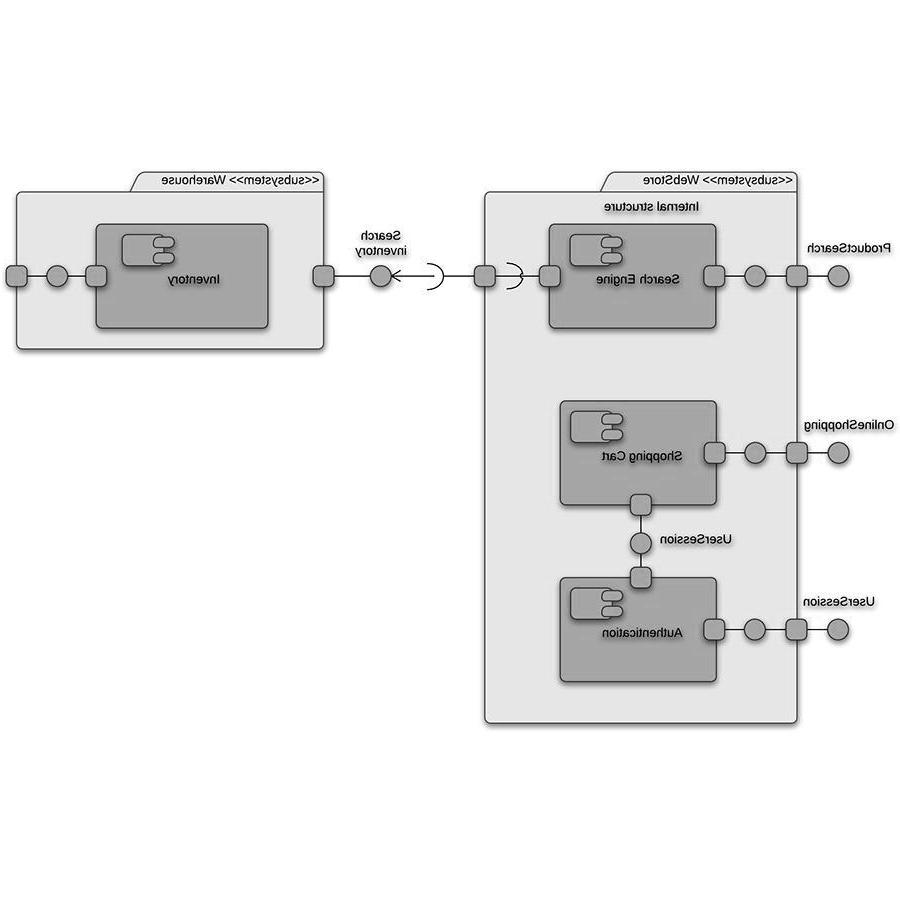 <<subsystem>> WebStore
Internal structure
ProductSearch
Search Engine
OnlineShopping
Shopping Cart
UserSession
UserSession
Authentication
Search
inventory
<<subsystem>> Warehouse
Inventory